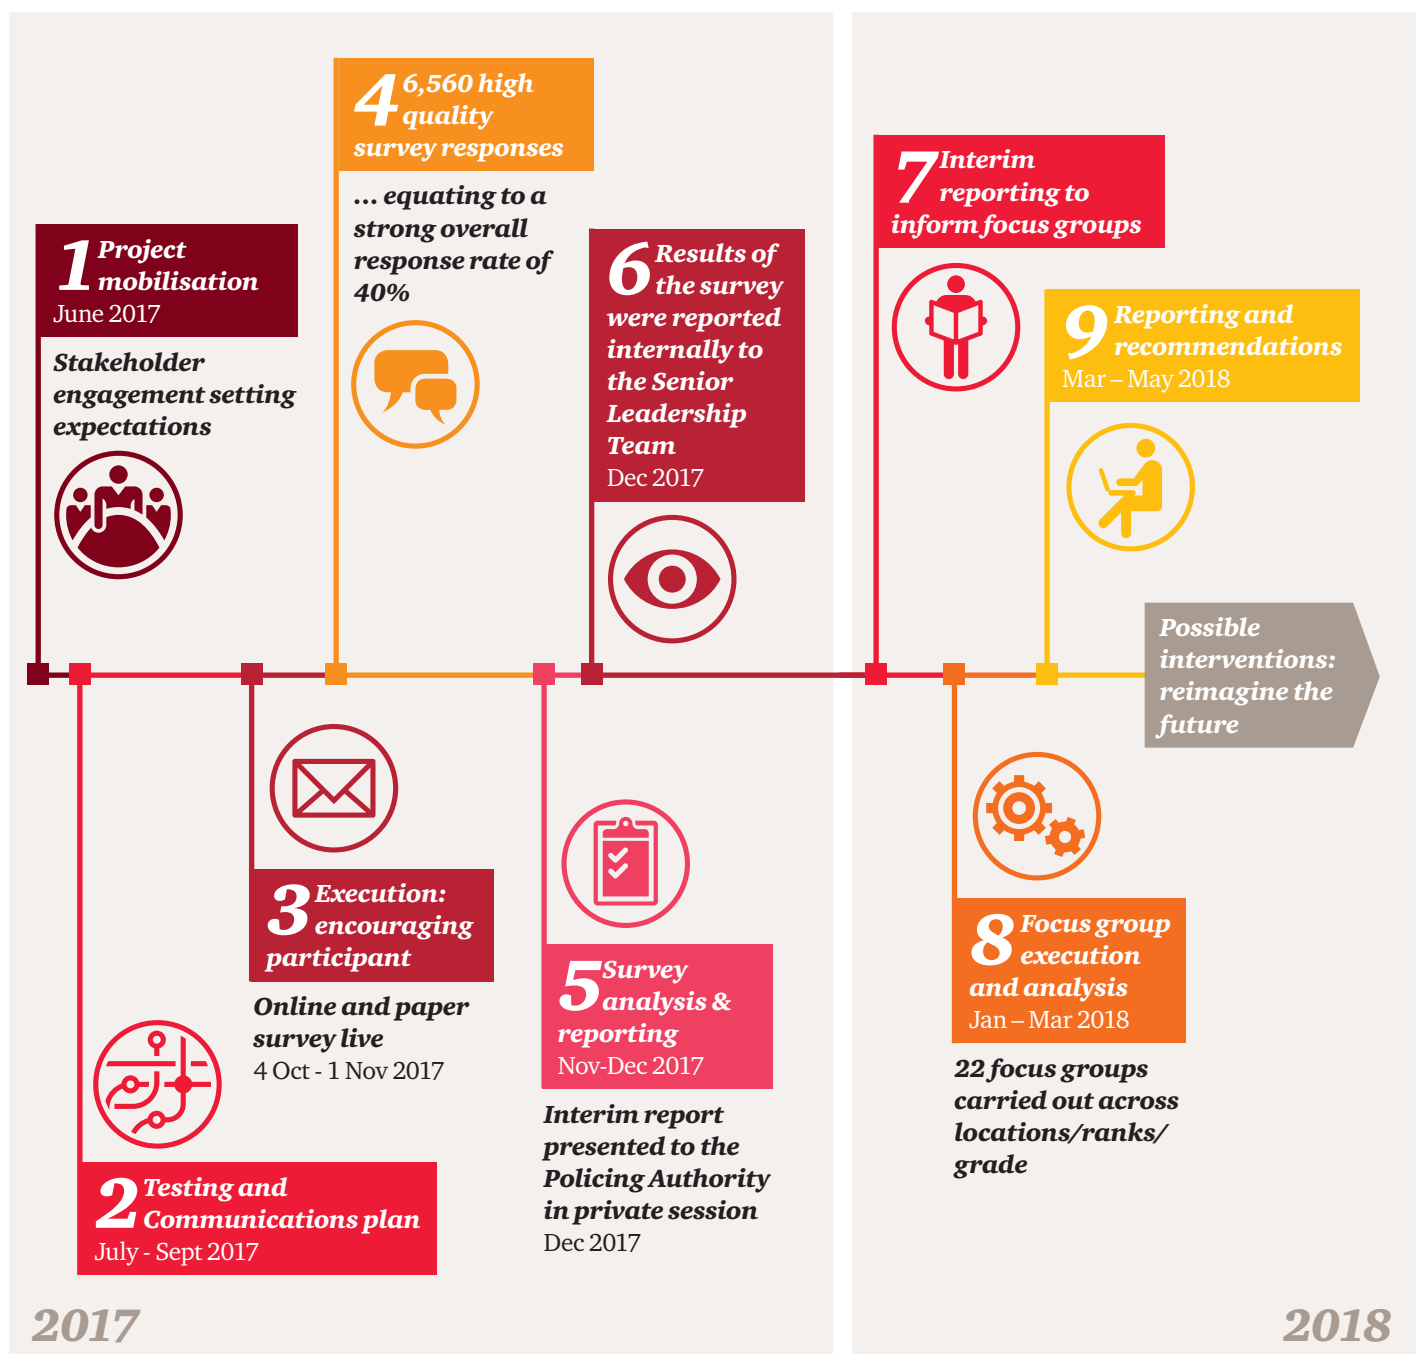 1 Project
mobilisation
June 2017
Stakeholder
engagement setting
expectations
2 Testing and
Communications plan
July - Sept 2017
3 Execution:
encouraging
participant
Online and paper
survey live
4 Oct - 1 Nov 2017
4 6,560 high
quality
survey responses
... equating to a
strong overall
response rate of
40%
5 Survey
analysis &
reporting
Nov-Dec 2017
Interim report
presented to the
Policing Authority
in private session
Dec 2017
6 Results of
the survey
were reported
internally to
the Senior
Leadership
Team
Dec 2017
7 Interim
reporting to
inform focus groups
8 Focus group
execution
and analysis
Jan – Mar 2018
22 focus groups
carried out across
locations/ranks/
grade
9 Reporting and
recommendations
Mar – May 2018
Possible
interventions:
reimagine the
future
2017
2018